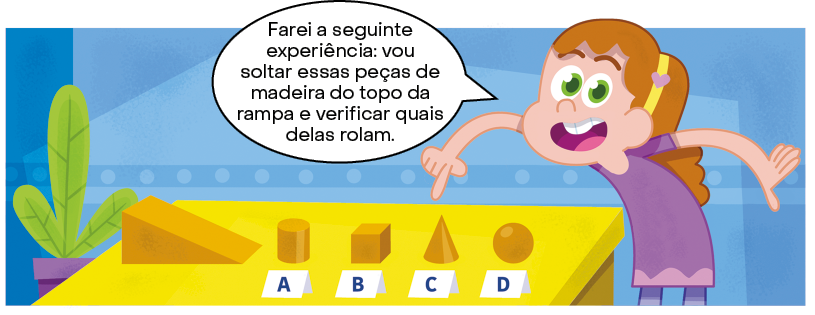 Farei a seguinte
experiência: vou
soltar essas peças de
madeira do topo da
rampa e verificar quais
delas rolam.
A B C D